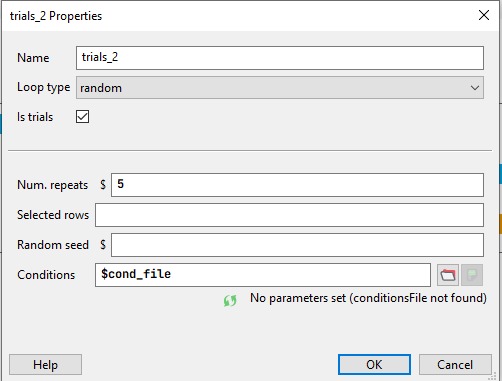 trials_2 Properties
Name trials_2
Loop type random
Is trials
Num. repeats $ 5
Selected rows
Random seed $
Conditions $cond_file
No parameters set (conditionsFile not found)
Help OK Cancel